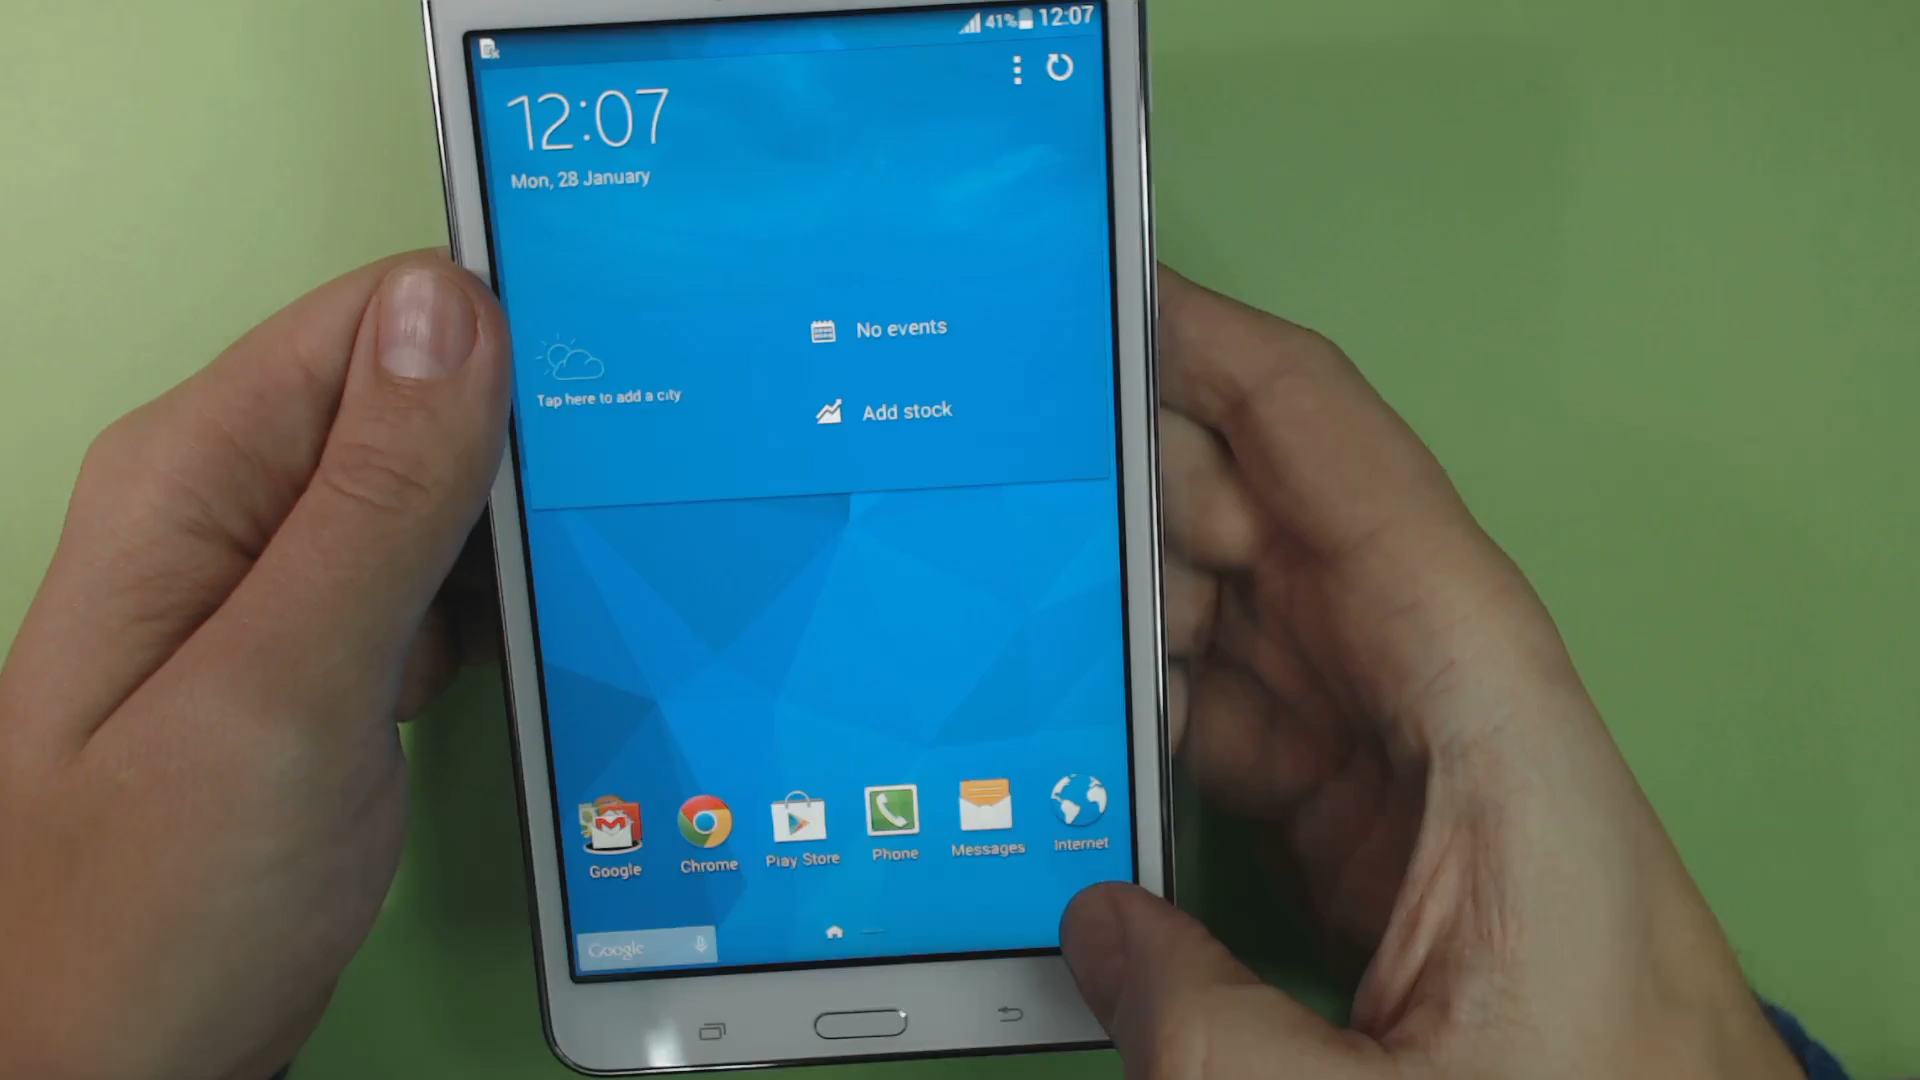 41% 12:07
12:07
Mon, 28 January
No events
Tap here to add a city
Add stock
Google
Chrome
Play Store
Phone
Messages
Internet
Google